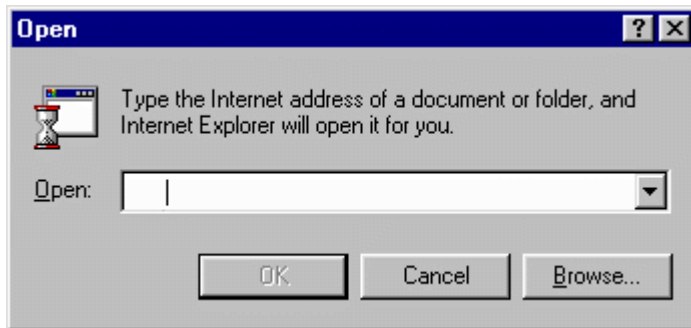 Open
Type the Internet address of a document or folder, and
Internet Explorer will open it for you.
Open:
OK Cancel Browse...